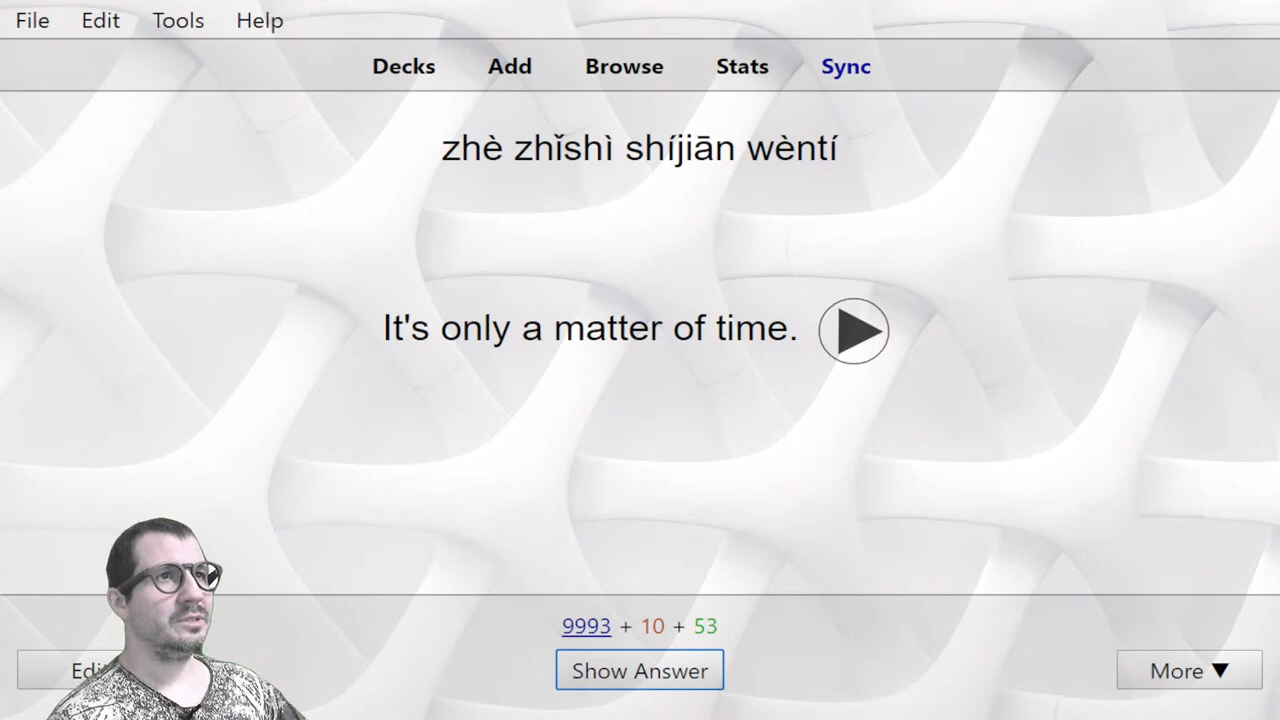 File Edit Tools Help
Decks Add Browse Stats Sync
zhè zhǐshì shíjiān wèntí
It's only a matter of time.
9993 + 10 + 53
Show Answer More ▼